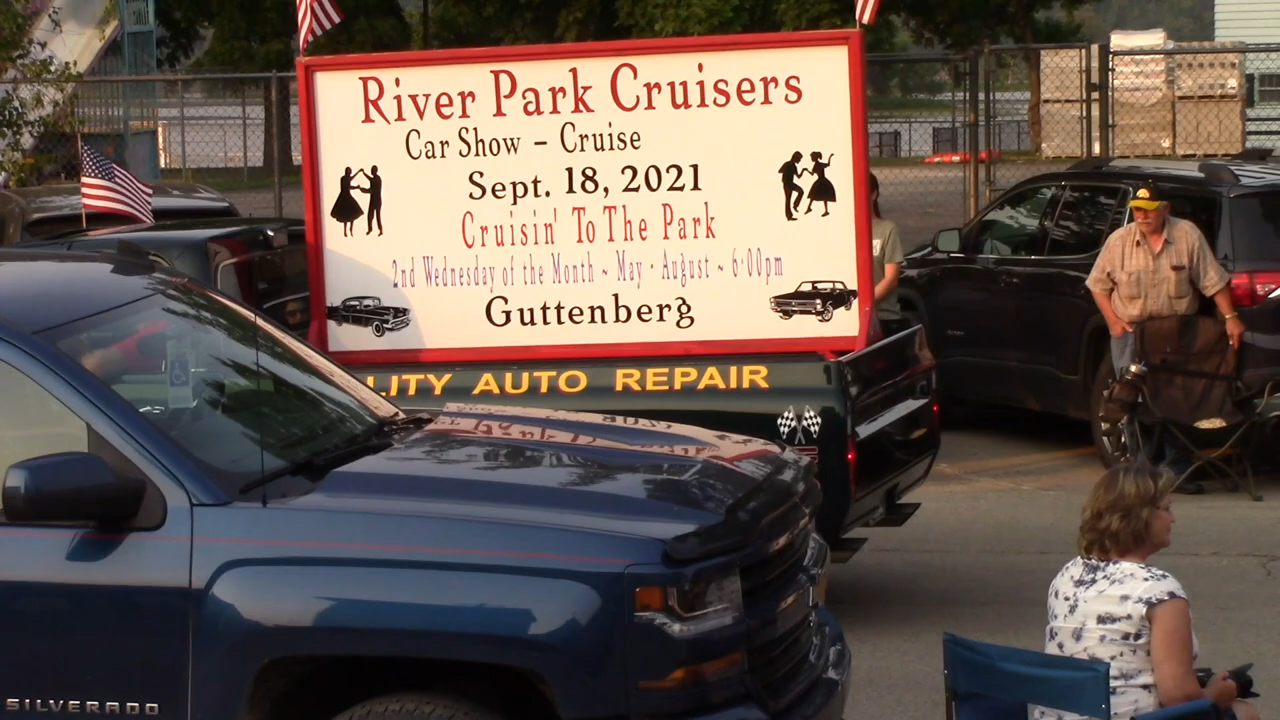 River Park Cruisers
Car Show - Cruise
Sept. 18, 2021
Cruisin' To The Park
2nd Wednesday of the Month ~ May - August ~ 6:00pm
Guttenberg
LITY AUTO REPAIR
SILVERADO